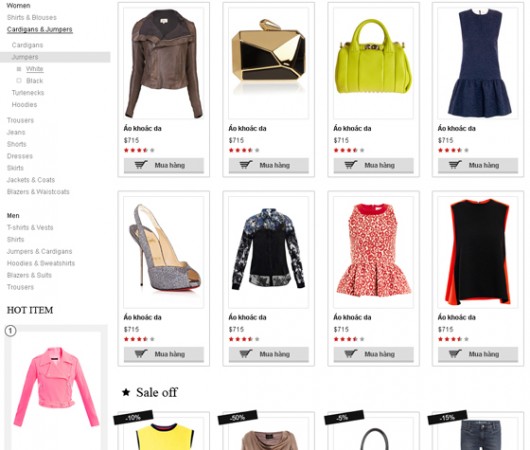 Women
Shirts & Blouses
Cardigans & Jumpers
Cardigans
Jumpers
White
Black
Turtenecks
Hoodies
Trousers
Jeans
Shorts
Dresses
Skirts
Jackets & Coats
Blazers & Waistcoats
Men
T-shirts & Vests
Shirts
Jumpers & Cardigans
Hoodies & Sweatshirts
Blazers & Suits
Trousers
HOT ITEM
1
Áo khoác da
$715
Mua hàng
Áo khoác da
$715
Mua hàng
Áo khoác da
$715
Mua hàng
Áo khoác da
$715
Mua hàng
Áo khoác da
$715
Mua hàng
Áo khoác da
$715
Mua hàng
Áo khoác da
$715
Mua hàng
Áo khoác da
$715
Mua hàng
Sale off
-10%
-50%
-5%
-15%